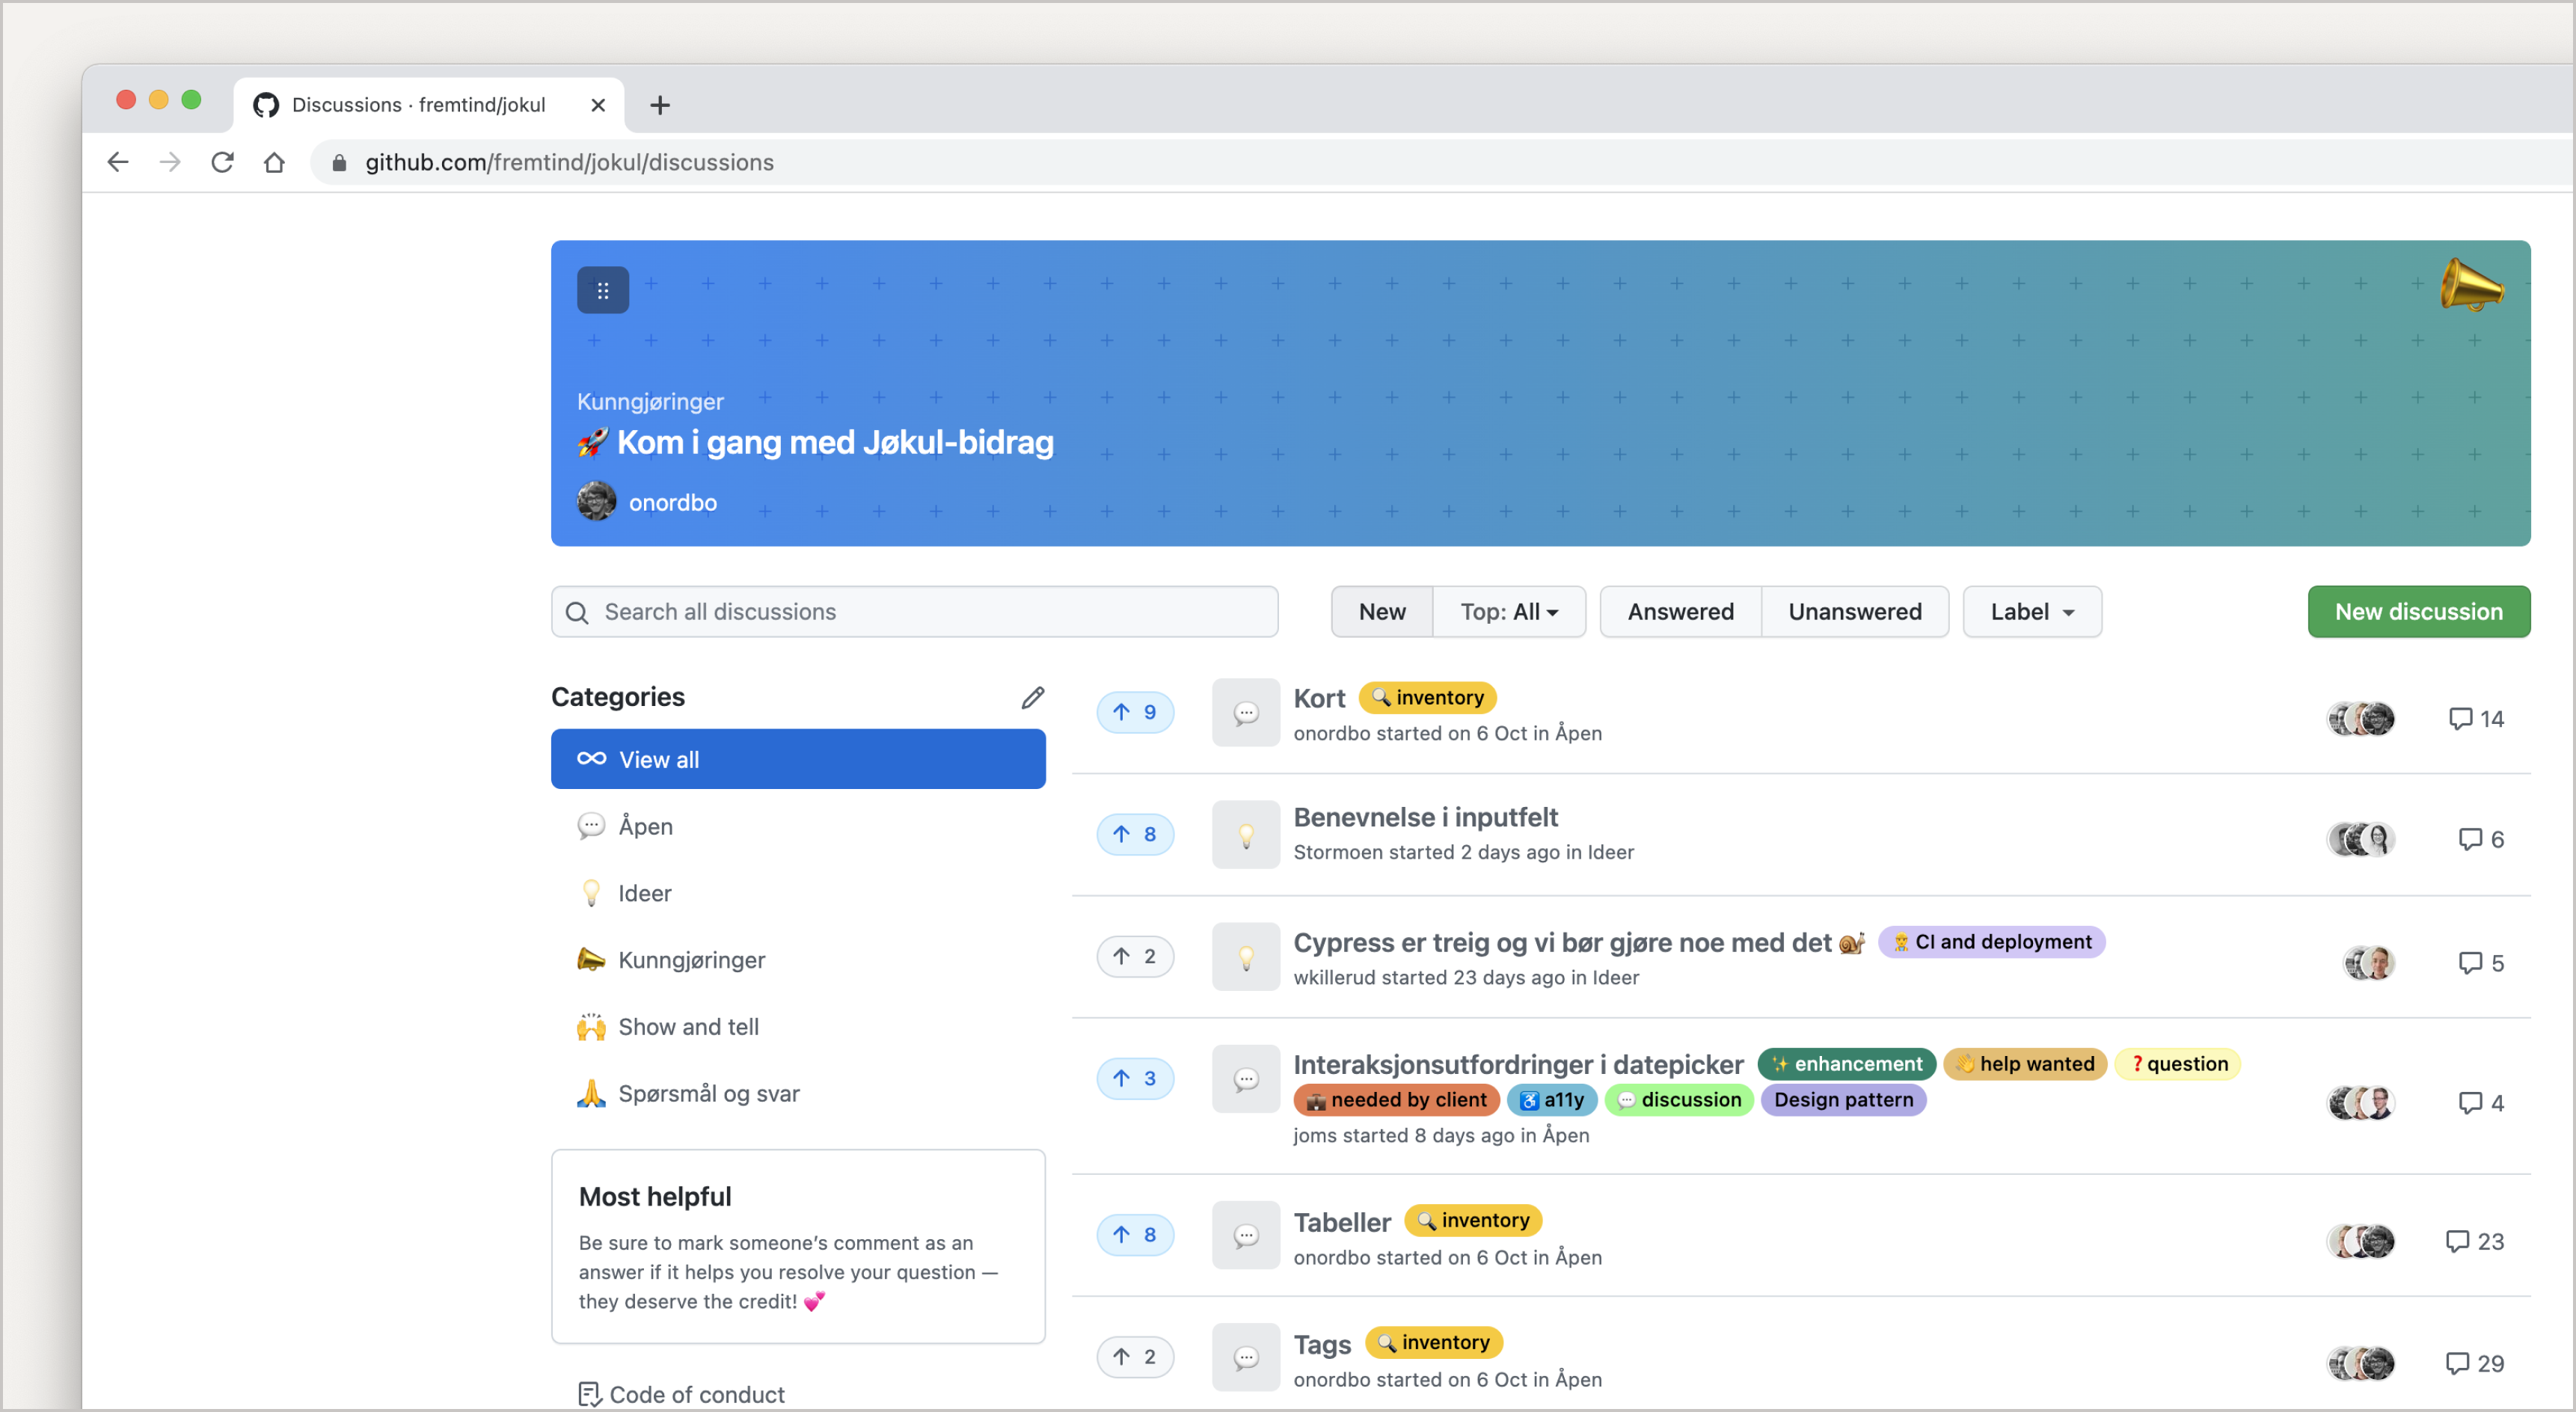 Discussions · fremtind/jokul
github.com/fremtind/jokul/discussions
Kunngjøringer
🚀 Kom i gang med Jøkul-bidrag
onordbo
Search all discussions
New
Top: All
Answered
Unanswered
Label
New discussion
Categories
View all
Åpen
Ideer
Kunngjøringer
Show and tell
Spørsmål og svar
Most helpful
Be sure to mark someone’s comment as an
answer if it helps you resolve your question —
they deserve the credit! 💕
Code of conduct
9
Kort 🔍 inventory
onordbo started on 6 Oct in Åpen
14
8
Benevnelse i inputfelt
Stormoen started 2 days ago in Ideer
6
2
Cypress er treig og vi bør gjøre noe med det 🐌 👷 CI and deployment
wkillerud started 23 days ago in Ideer
5
3
Interaksjonsutfordringer i datepicker ✨ enhancement 👋 help wanted ❓ question
💼 needed by client ♿ a11y 💬 discussion Design pattern
joms started 8 days ago in Åpen
4
8
Tabeller 🔍 inventory
onordbo started on 6 Oct in Åpen
23
2
Tags 🔍 inventory
onordbo started on 6 Oct in Åpen
29